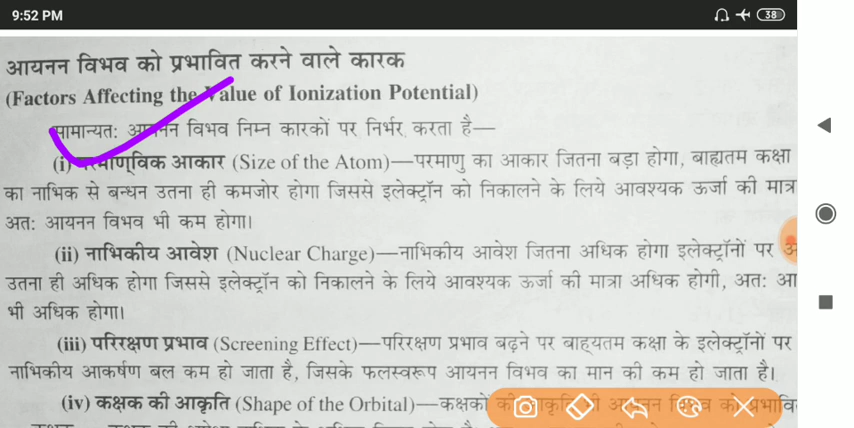 9:52 PM
38
आयनन विभव को प्रभावित करने वाले कारक
(Factors Affecting the Value of Ionization Potential)
सामान्यत: आयनन विभव निम्न कारकों पर निर्भर करता है—
(i) परमाण्विक आकार (Size of the Atom)—परमाणु का आकार जितना बड़ा होगा, बाह्यतम कक्षा
का नाभिक से बन्धन उतना ही कमजोर होगा जिससे इलेक्ट्रॉन को निकालने के लिये आवश्यक ऊर्जा की मात्र
अत: आयनन विभव भी कम होगा।
(ii) नाभिकीय आवेश (Nuclear Charge)—नाभिकीय आवेश जितना अधिक होगा इलेक्ट्रॉनों पर
उतना ही अधिक होगा जिससे इलेक्ट्रॉन को निकालने के लिये आवश्यक ऊर्जा की मात्रा अधिक होगी, अत: आ
भी अधिक होगा।
(iii) परिरक्षण प्रभाव (Screening Effect)—परिरक्षण प्रभाव बढ़ने पर बाह्यतम कक्षा के इलेक्ट्रॉनों पर
नाभिकीय आकर्षण बल कम हो जाता है, जिसके फलस्वरूप आयनन विभव का मान की कम हो जाता है।
(iv) कक्षक की आकृति (Shape of the Orbital)—कक्षकों की आकृति भी आयनन विभव को प्रभावि